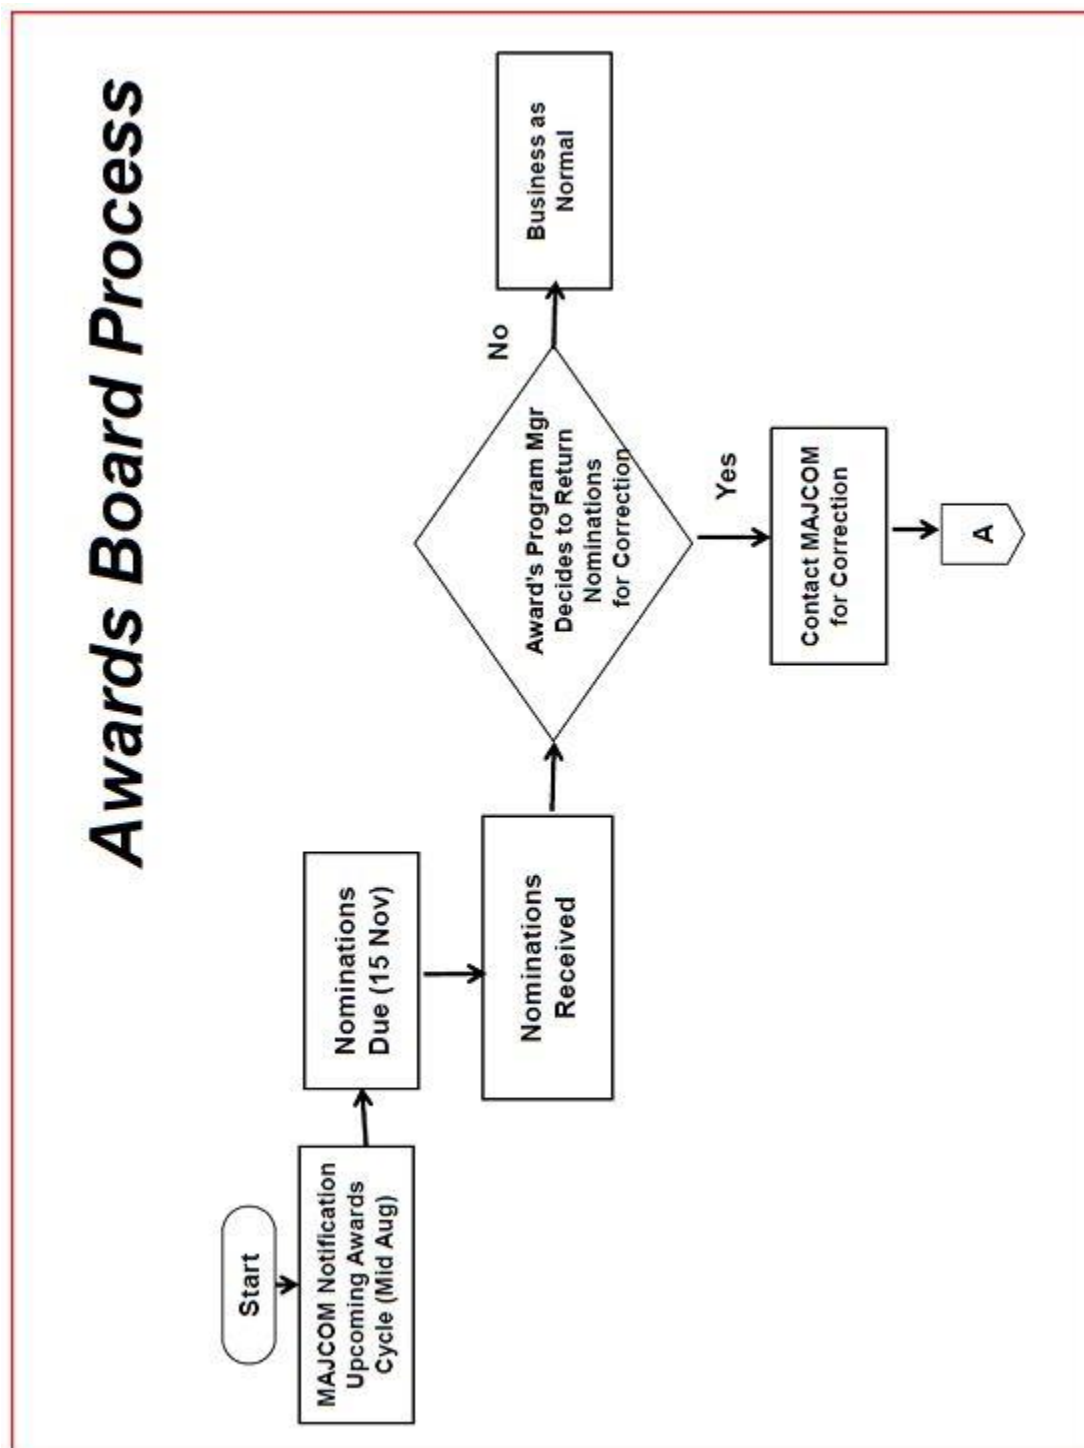 Awards Board Process
Start
MAJCOM Notification
Upcoming Awards
Cycle (Mid Aug)
Nominations
Due (15 Nov)
Nominations
Received
Award's Program Mgr
Decides to Return
Nominations
for Correction
No
Business as
Normal
Yes
Contact MAJCOM
for Correction
A